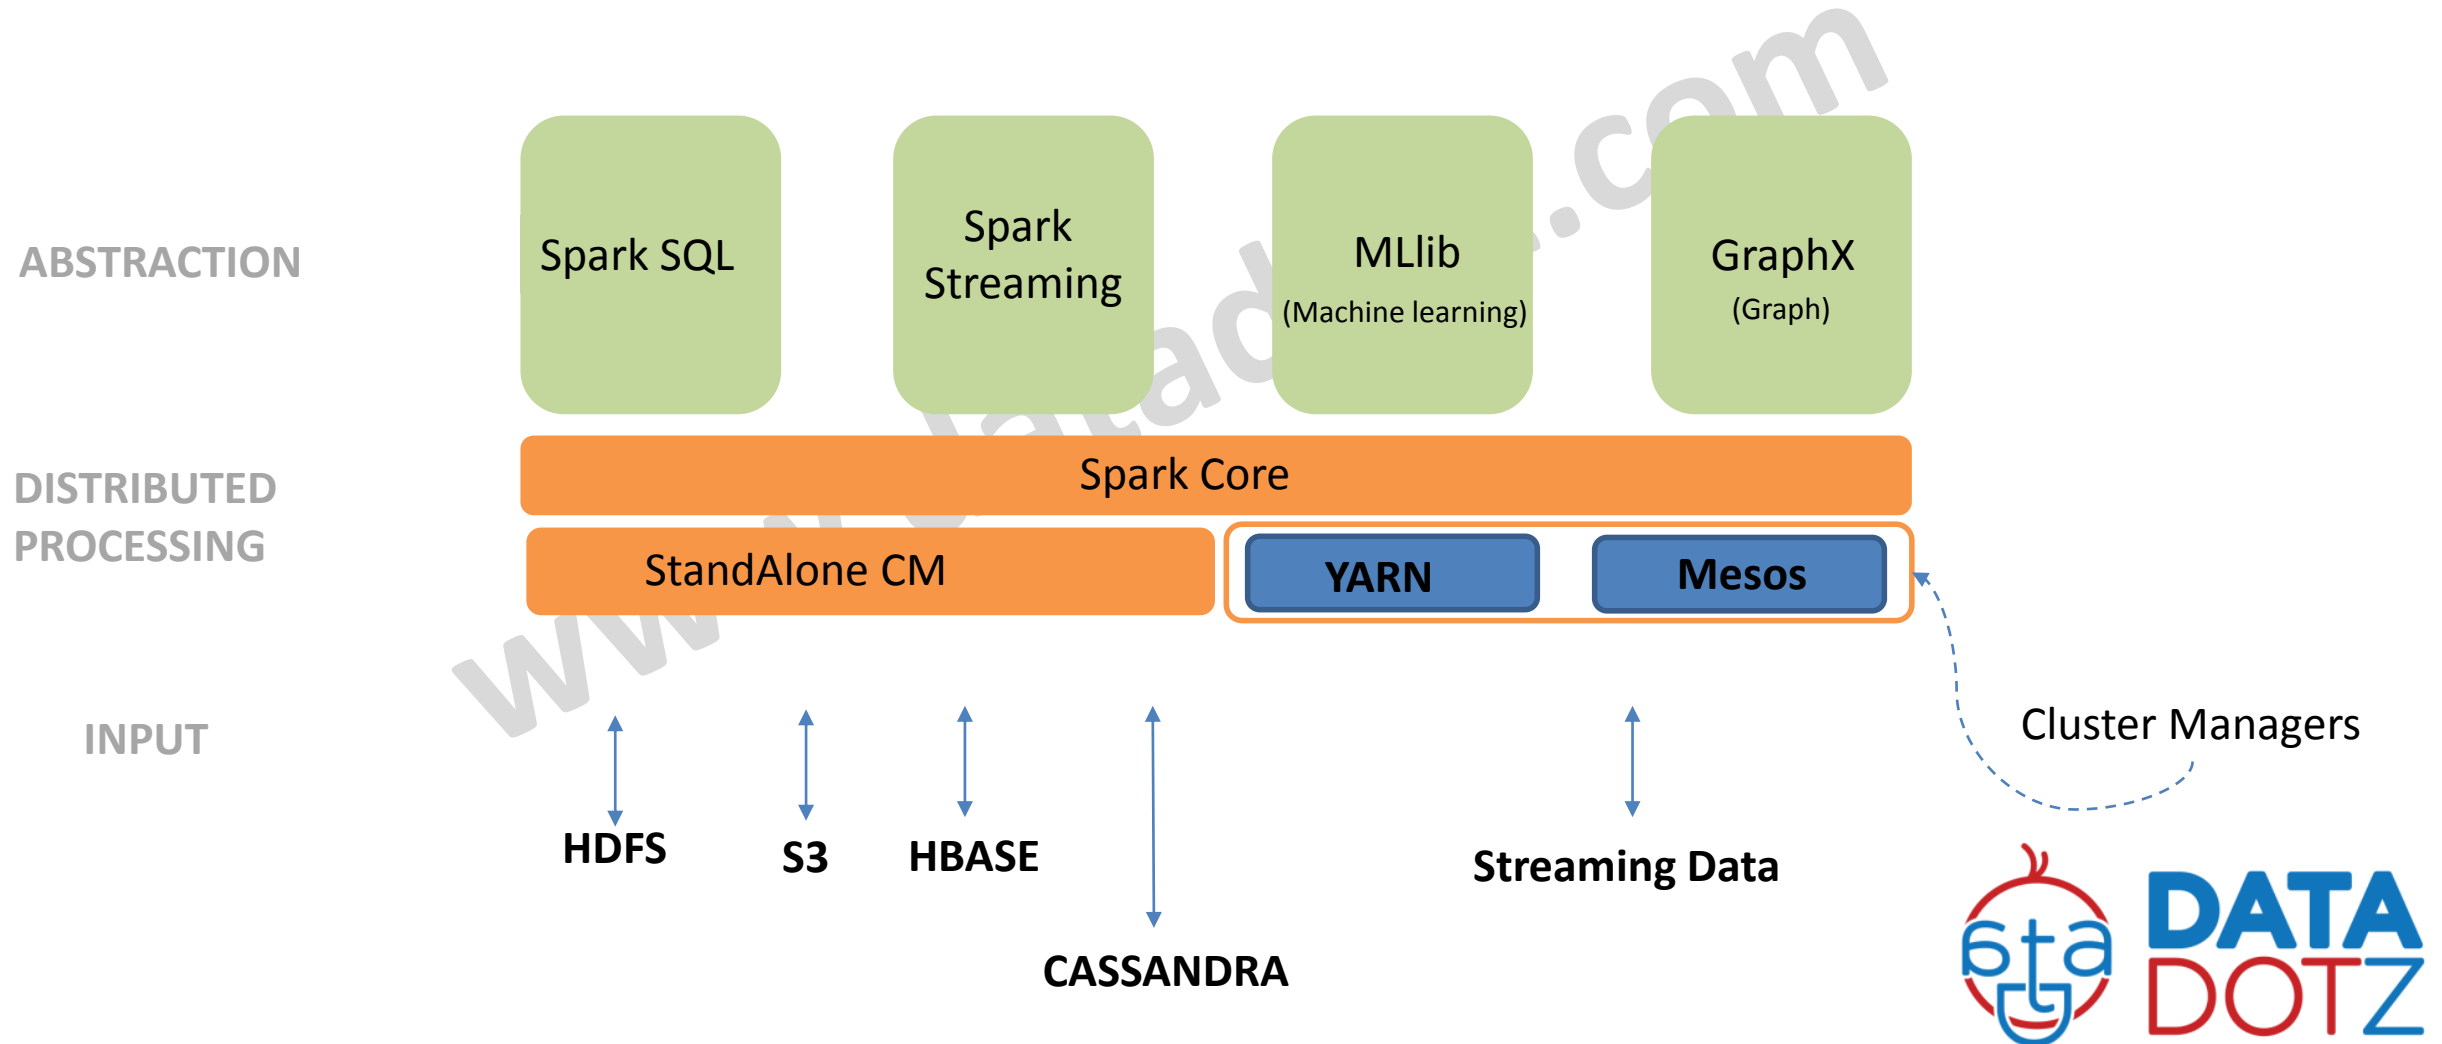 ABSTRACTION
Spark SQL
Spark
Streaming
MLlib
(Machine learning)
GraphX
(Graph)
DISTRIBUTED
PROCESSING
Spark Core
StandAlone CM
YARN
Mesos
INPUT
Cluster Managers
HDFS
S3
HBASE
Streaming Data
CASSANDRA
DATA
DOTZ